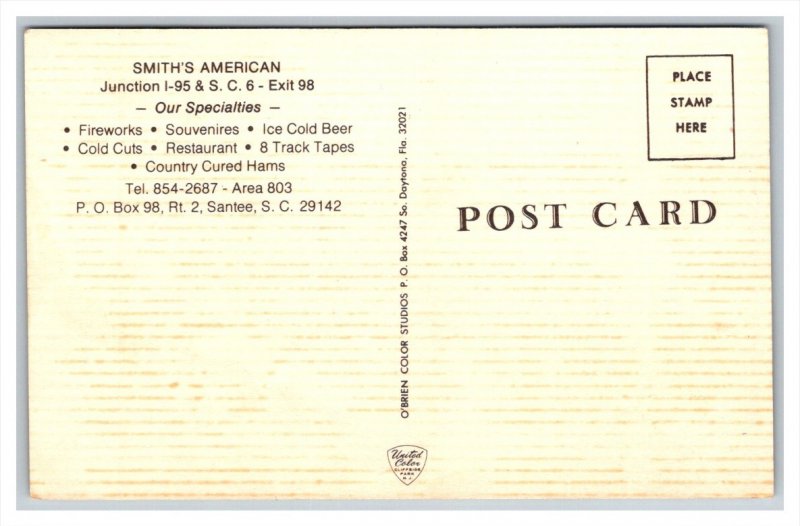 SMITH'S AMERICAN
Junction I-95 & S. C. 6 - Exit 98
— Our Specialties —
• Fireworks • Souvenires • Ice Cold Beer
• Cold Cuts • Restaurant • 8 Track Tapes
• Country Cured Hams
Tel. 854-2687 - Area 803
P. O. Box 98, Rt. 2, Santee, S. C. 29142
O'BRIEN COLOR STUDIOS P. O. Box 4247 So. Daytona, Fla. 32021
United
Color
CLIFFSIDE
PARK
N.J.
PLACE
STAMP
HERE
POST CARD